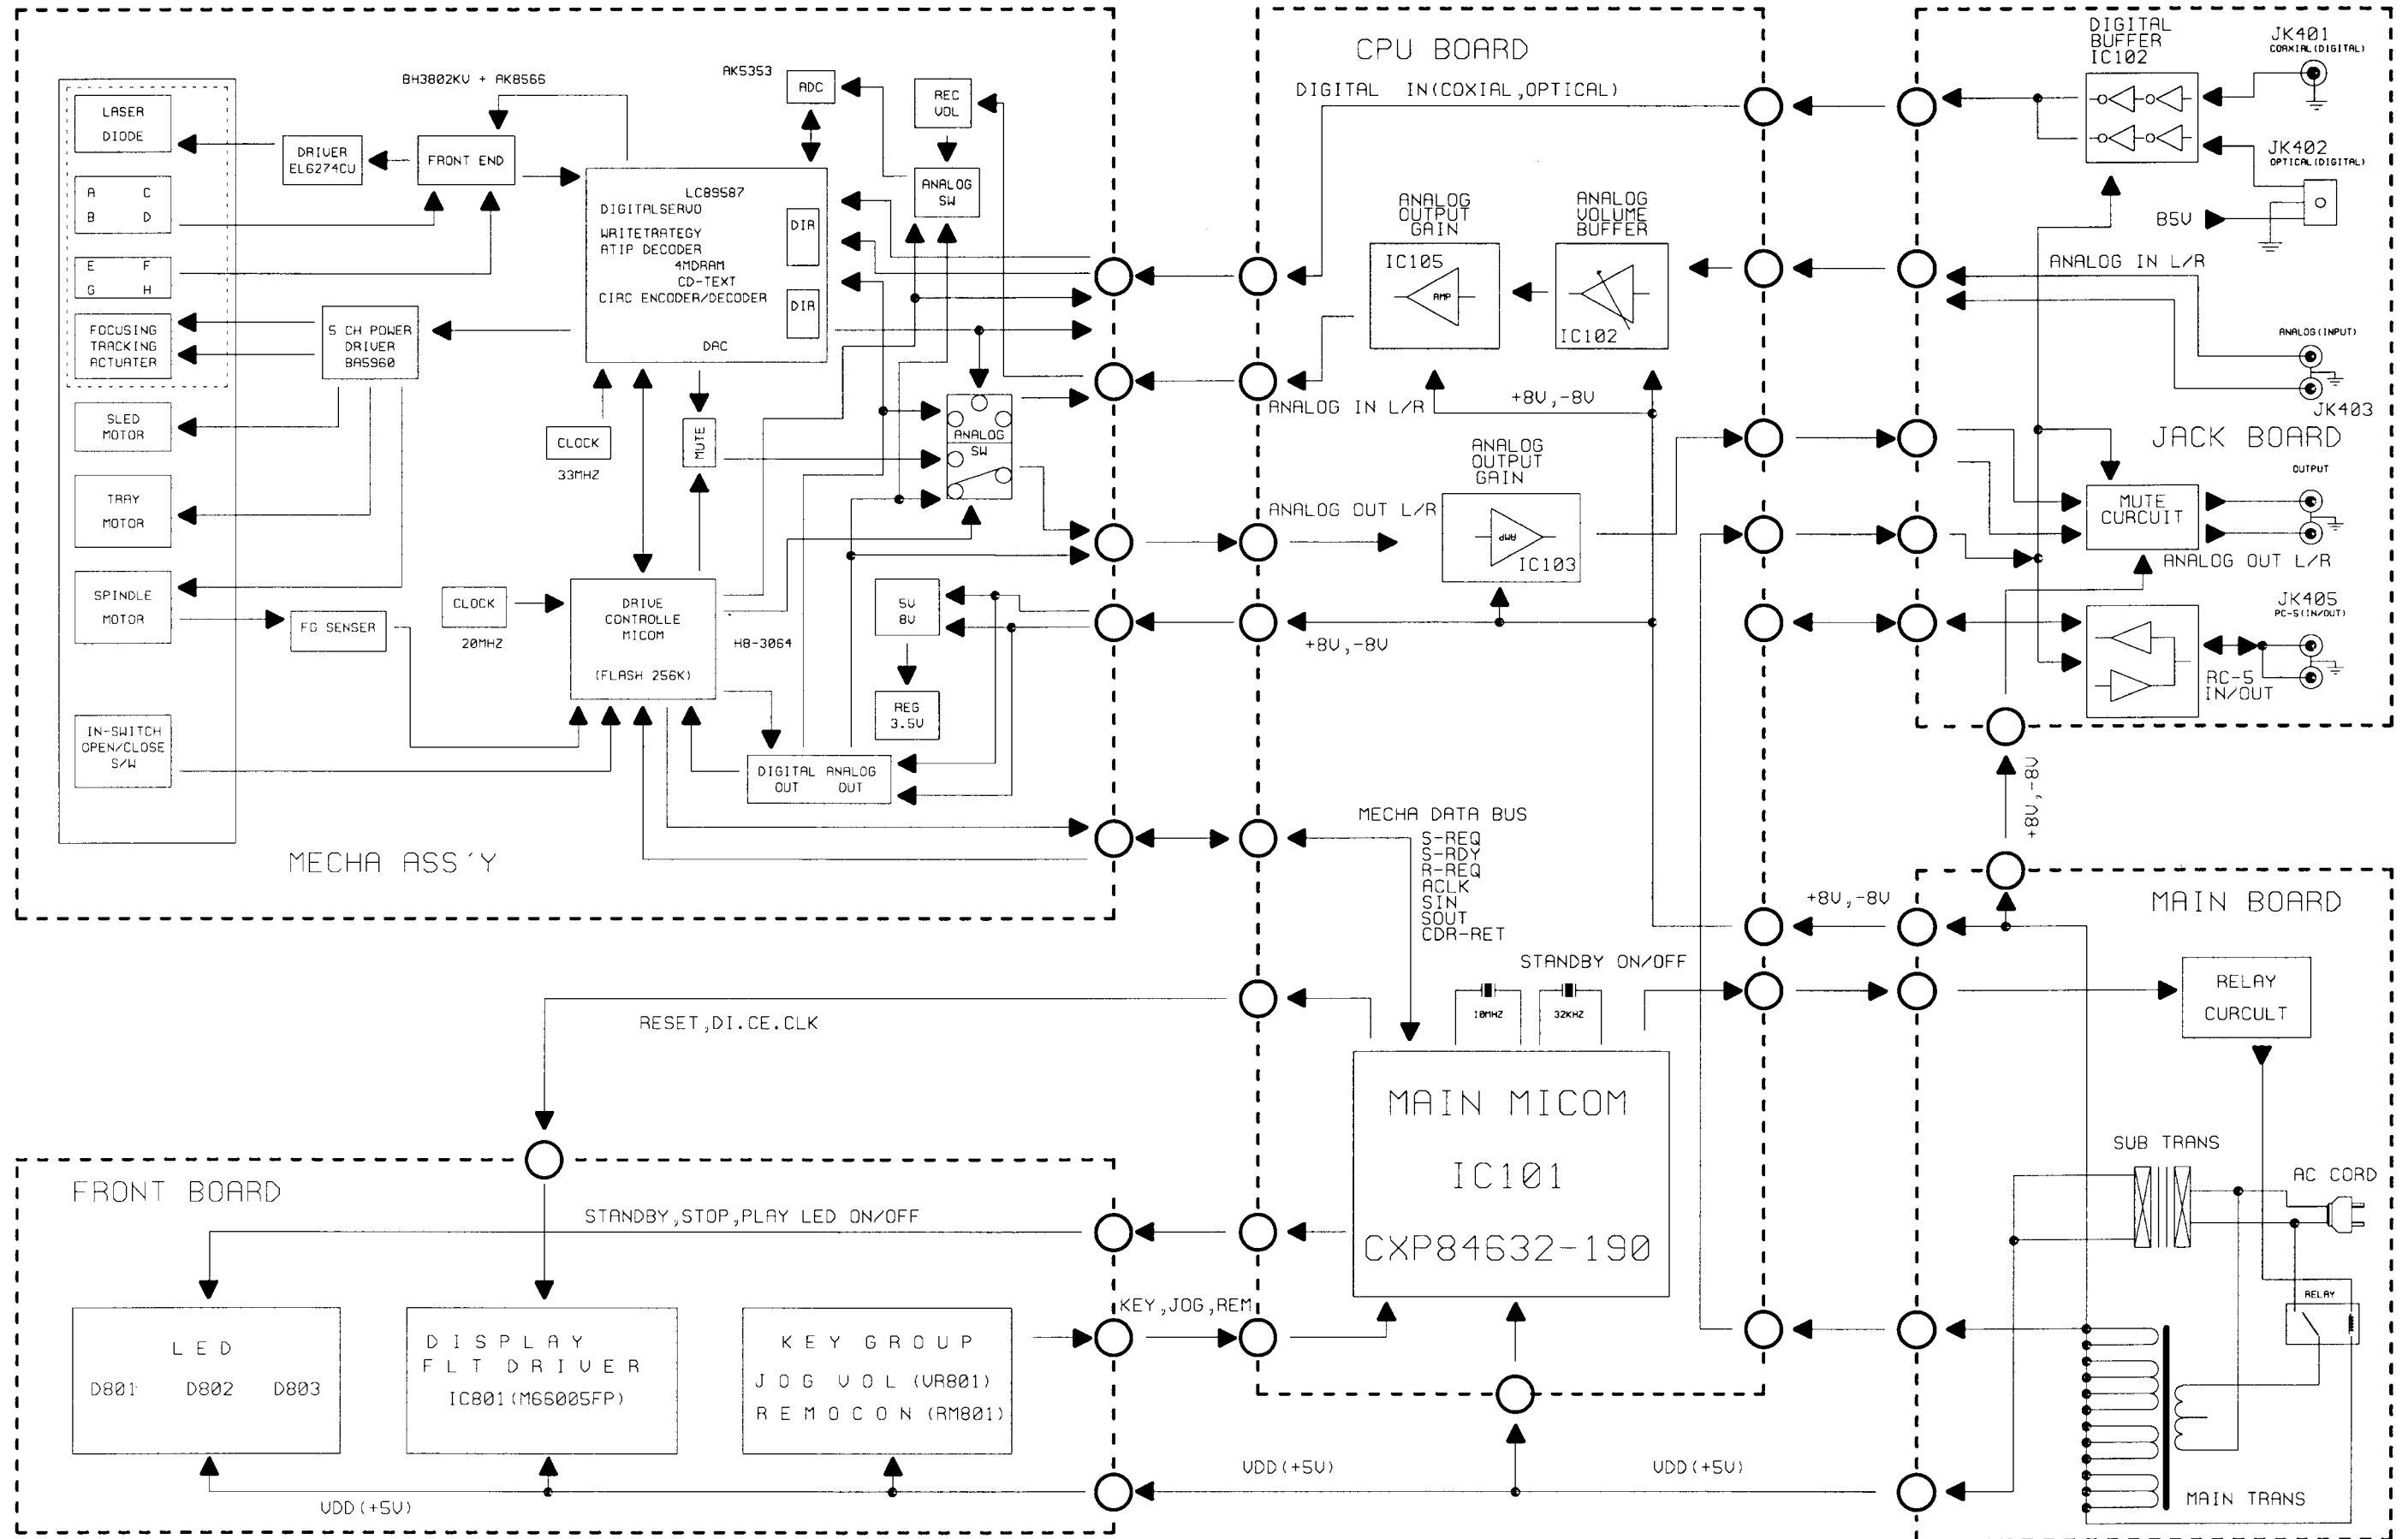 BH3802KV + AK8566
AK5353
ADC
REC
VOL
LASER
DIODE
DRIVER
EL6274CU
FRONT END
A C
B D
E F
G H
FOCUSING
TRACKING
ACTUATER
5 CH POWER
DRIVER
BA5960
LC89587
DIGITALSERVO
WRITETRATEGY
ATIP DECODER
4MDRAM
CD-TEXT
CIRC ENCODER/DECODER
DAC
DIR
DIR
ANALOG
SW
SLED
MOTOR
CLOCK
33MHZ
MUTE
ANALOG
SW
TRAY
MOTOR
SPINDLE
MOTOR
FG SENSER
CLOCK
20MHZ
DRIVE
CONTROLLE
MICOM
(FLASH 256K)
H8-3064
5V
8V
REG
3.5V
IN-SWITCH
OPEN/CLOSE
S/W
DIGITAL ANALOG
OUT OUT
MECHA ASS'Y
CPU BOARD
DIGITAL IN(COXIAL,OPTICAL)
ANALOG
OUTPUT
GAIN
IC105
AMP
ANALOG
VOLUME
BUFFER
IC102
ANALOG IN L/R
+8V,-8V
ANALOG
OUTPUT
GAIN
ANALOG OUT L/R
AMP
IC103
+8V,-8V
MECHA DATA BUS
S-REQ
S-RDY
R-REQ
ACLK
SIN
SOUT
CDR-RET
STANDBY ON/OFF
10MHZ
32KHZ
MAIN MICOM
IC101
CXP84632-190
DIGITAL
BUFFER
IC102
JK401
COAXIAL(DIGITAL)
JK402
OPTICAL(DIGITAL)
B5V
ANALOG IN L/R
ANALOG(INPUT)
JK403
JACK BOARD
OUTPUT
MUTE
CURCUIT
ANALOG OUT L/R
JK405
PC-5(IN/OUT)
RC-5
IN/OUT
+8V,-8V
+8V,-8V
MAIN BOARD
RELAY
CURCULT
SUB TRANS
AC CORD
RELAY
MAIN TRANS
RESET,DI.CE.CLK
FRONT BOARD
STANDBY,STOP,PLAY LED ON/OFF
LED
D801 D802 D803
DISPLAY
FLT DRIVER
IC801(M66005FP)
KEY GROUP
JOG VOL (VR801)
REMOCON (RM801)
KEY,JOG,REM
VDD(+5V)
VDD(+5V)
VDD(+5V)